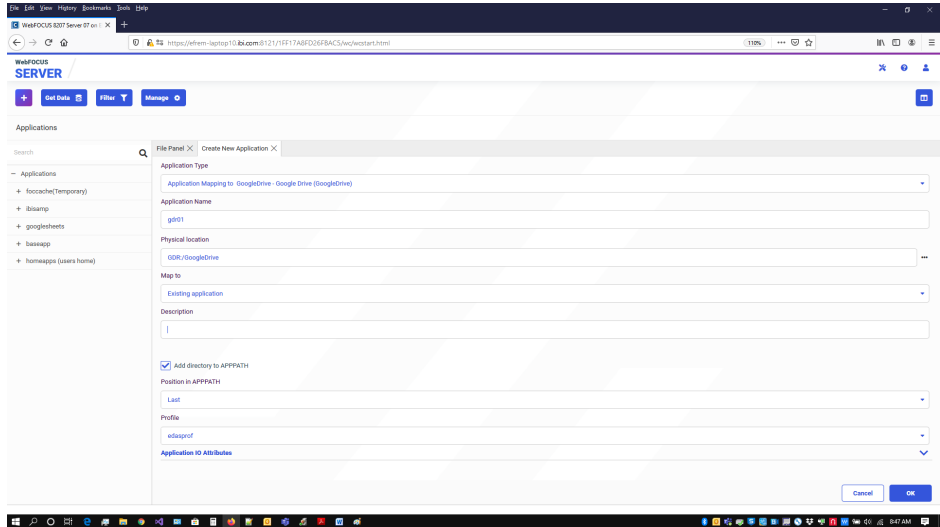 File Edit View History Bookmarks Tools Help
WebFOCUS 8207 Server 07 on
https://efrem-laptop10.ibi.com:8121/1FF17A8FD26FBAC5/wc/wcstart.html 110%
WebFOCUS
SERVER
Get Data Filter Manage
Applications
Search
File Panel Create New Application
Applications
foccache(Temporary)
ibisamp
googlesheets
baseapp
homeapps (users home)
Application Type
Application Mapping to GoogleDrive - Google Drive (GoogleDrive)
Application Name
gdr01
Physical location
GDR:/GoogleDrive
Map to
Existing application
Description
Add directory to APPPATH
Position in APPPATH
Last
Profile
edasprof
Application IO Attributes
Cancel OK
8:47 AM